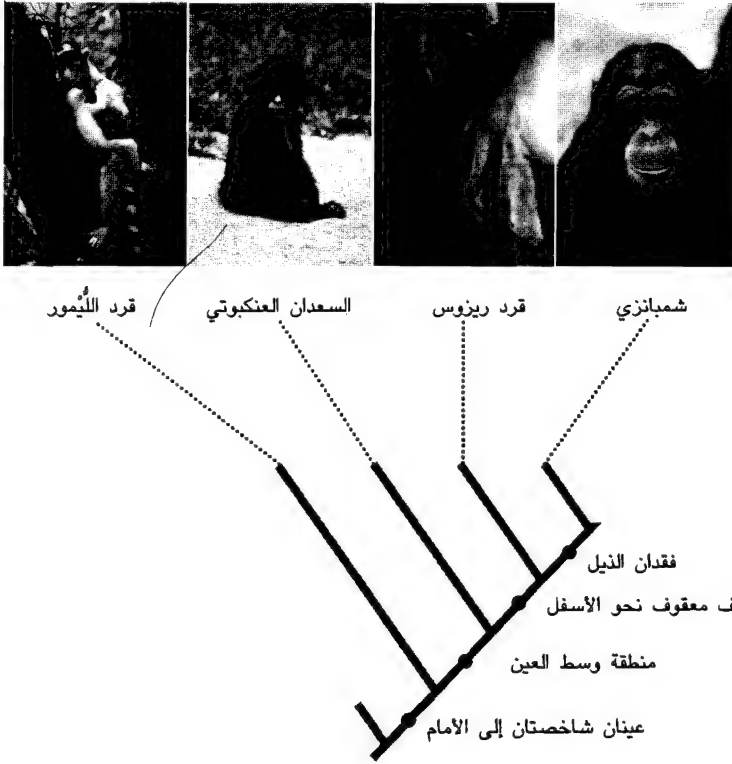 قرد اللُّيْمور
السعدان العنكبوتي
قرد ريزوس
شمبانزي
فقدان الذيل
ف معقوف نحو الأسفل
منطقة وسط العين
عينان شاخصتان إلى الأمام